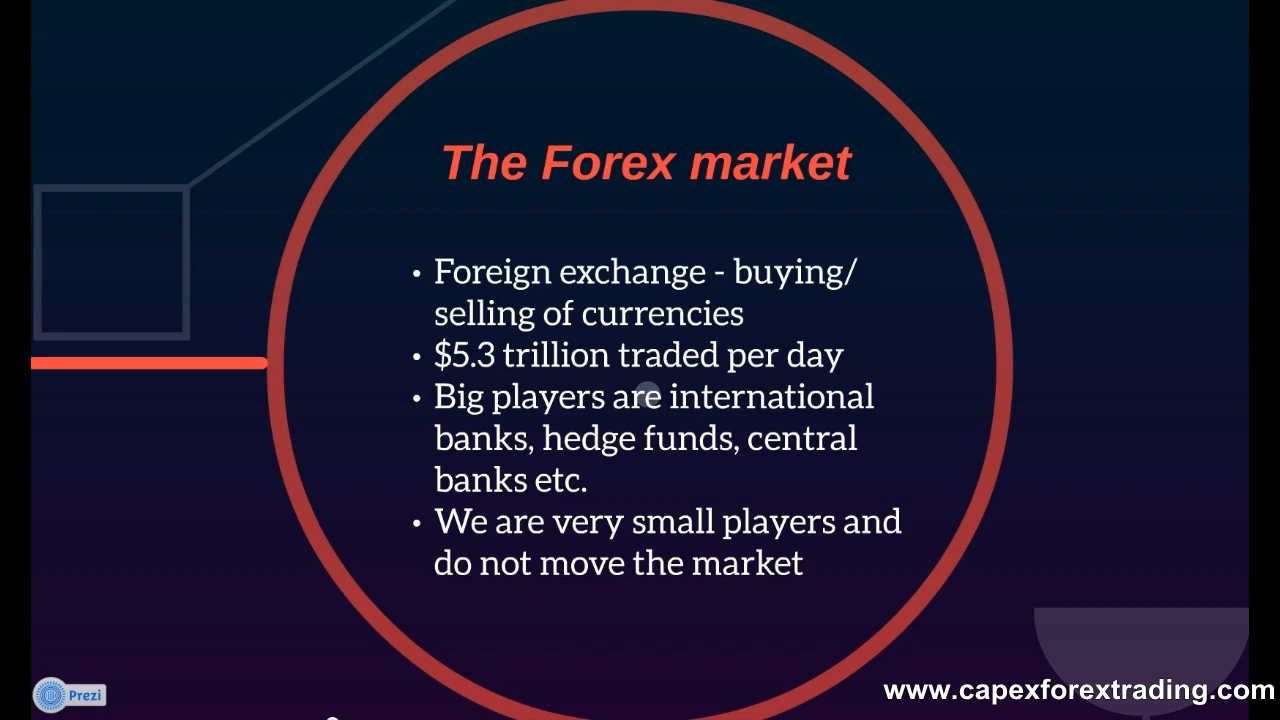 The Forex market
• Foreign exchange - buying/
selling of currencies
• $5.3 trillion traded per day
• Big players are international
banks, hedge funds, central
banks etc.
• We are very small players and
do not move the market
Prezi
www.capexforextrading.com